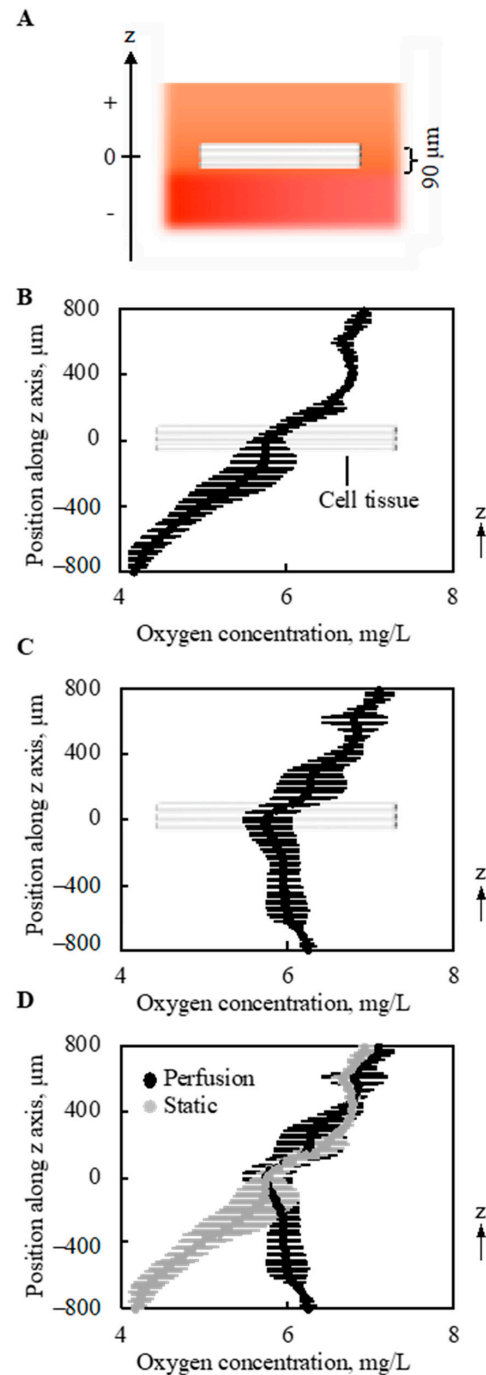 A
z
+
0
-
90 μm
B
800
400
0
–400
–800
Position along z axis, μm
Cell tissue
z
4 6 8
Oxygen concentration, mg/L
C
800
400
0
–400
–800
Position along z axis, μm
z
4 6 8
Oxygen concentration, mg/L
D
800
400
0
–400
–800
Position along z axis, μm
Perfusion
Static
z
4 6 8
Oxygen concentration, mg/L